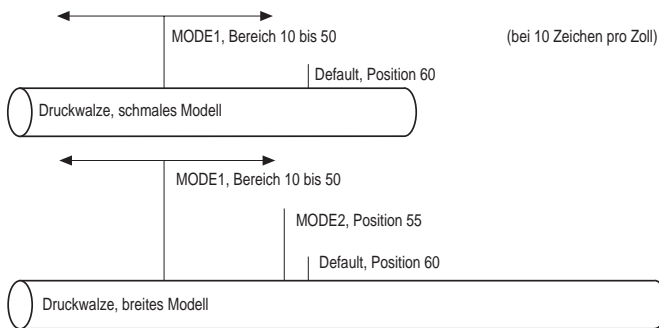 MODE1, Bereich 10 bis 50 (bei 10 Zeichen pro Zoll)
Default, Position 60
Druckwalze, schmales Modell
MODE1, Bereich 10 bis 50
MODE2, Position 55
Default, Position 60
Druckwalze, breites Modell